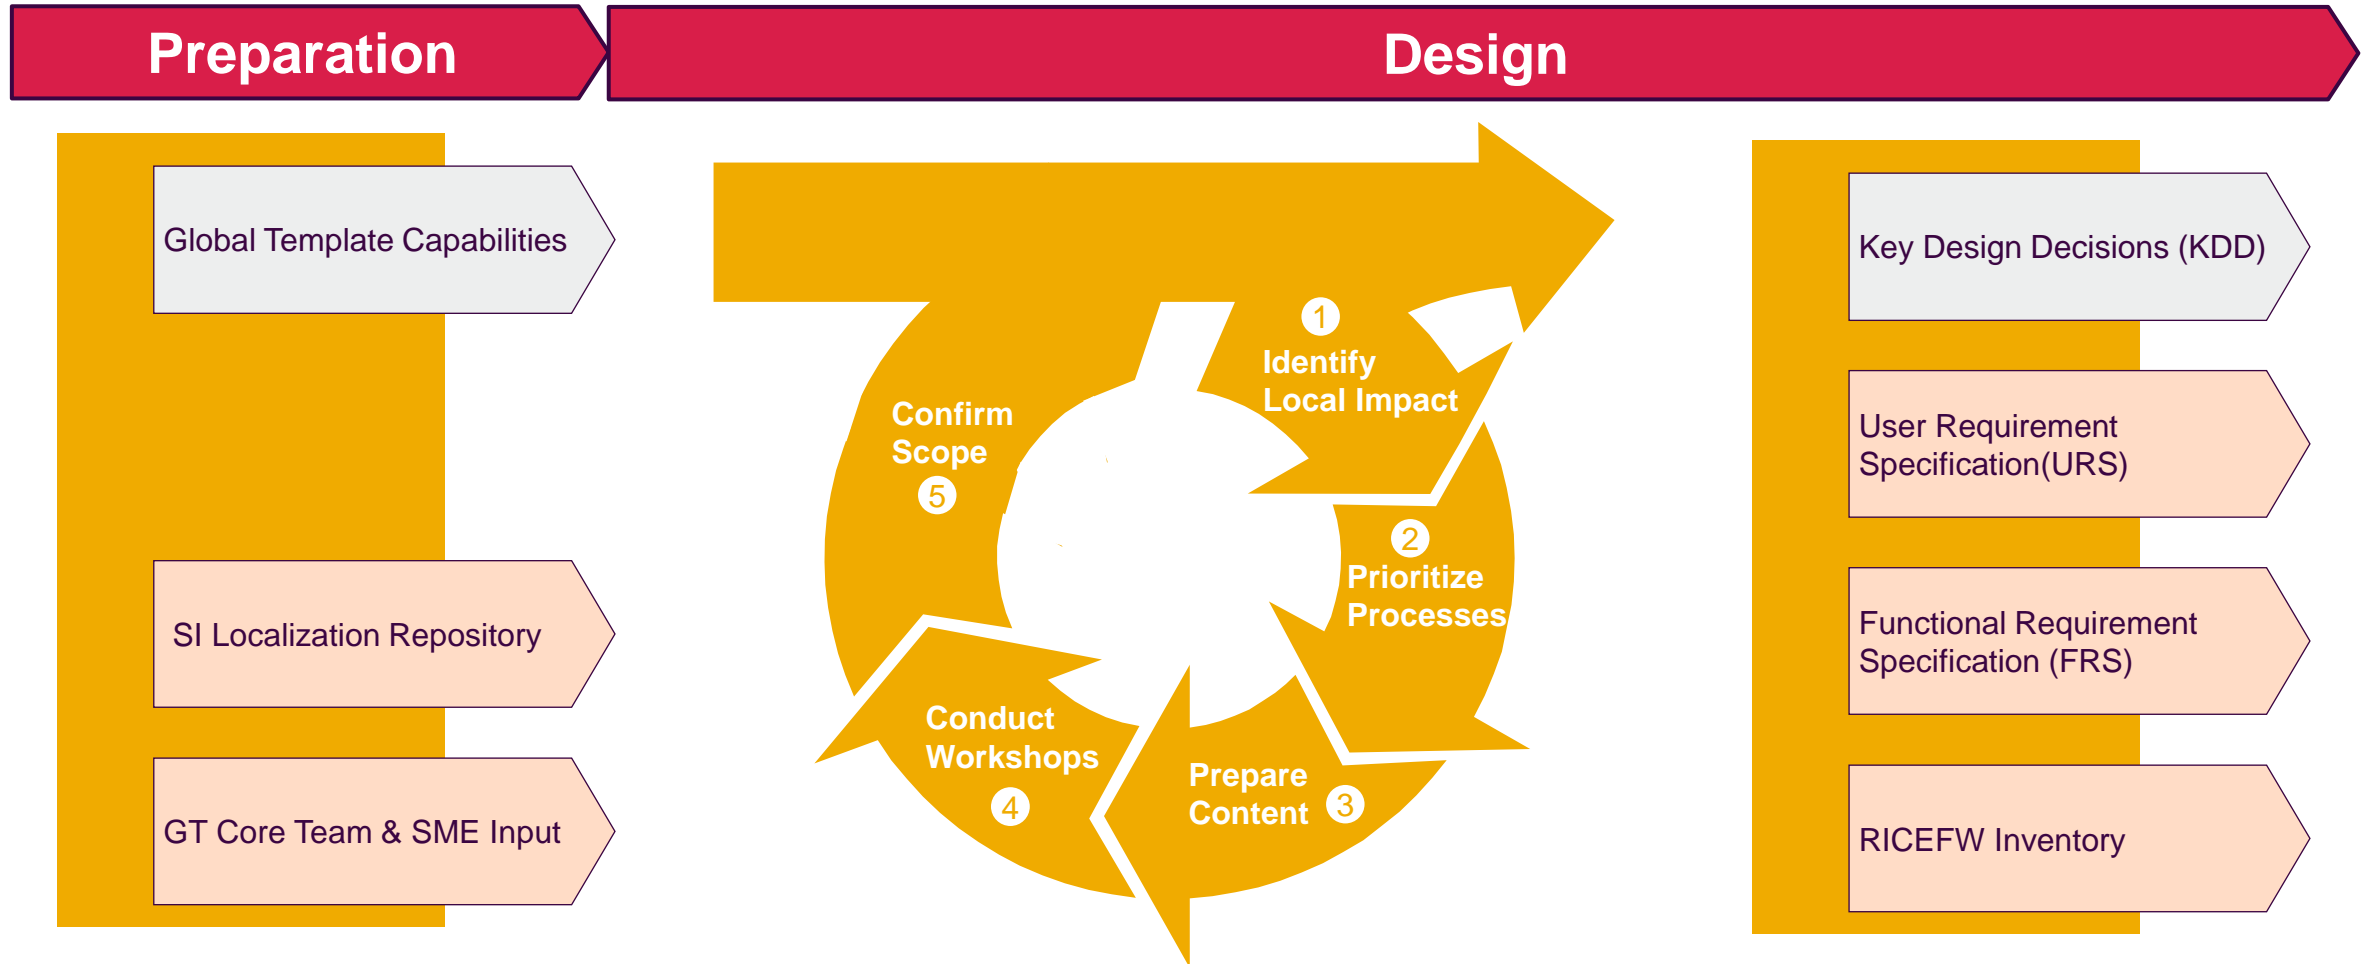 Preparation
Design
Global Template Capabilities
SI Localization Repository
GT Core Team & SME Input
1
Identify
Local Impact
2
Prioritize
Processes
Prepare
Content
3
Conduct
Workshops
4
Confirm
Scope
5
Key Design Decisions (KDD)
User Requirement
Specification(URS)
Functional Requirement
Specification (FRS)
RICEFW Inventory